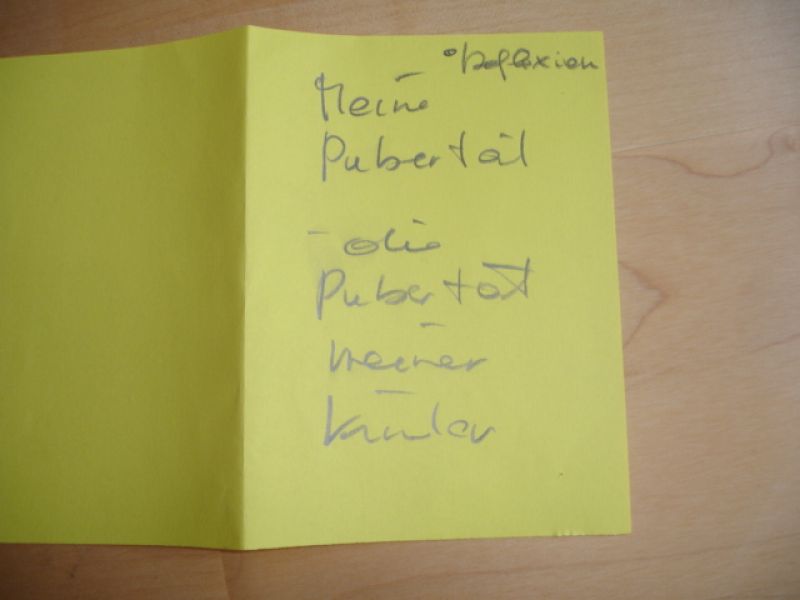 °Reflexion
Meine
Pubertät
- die
Pubertät
meiner
Kinder